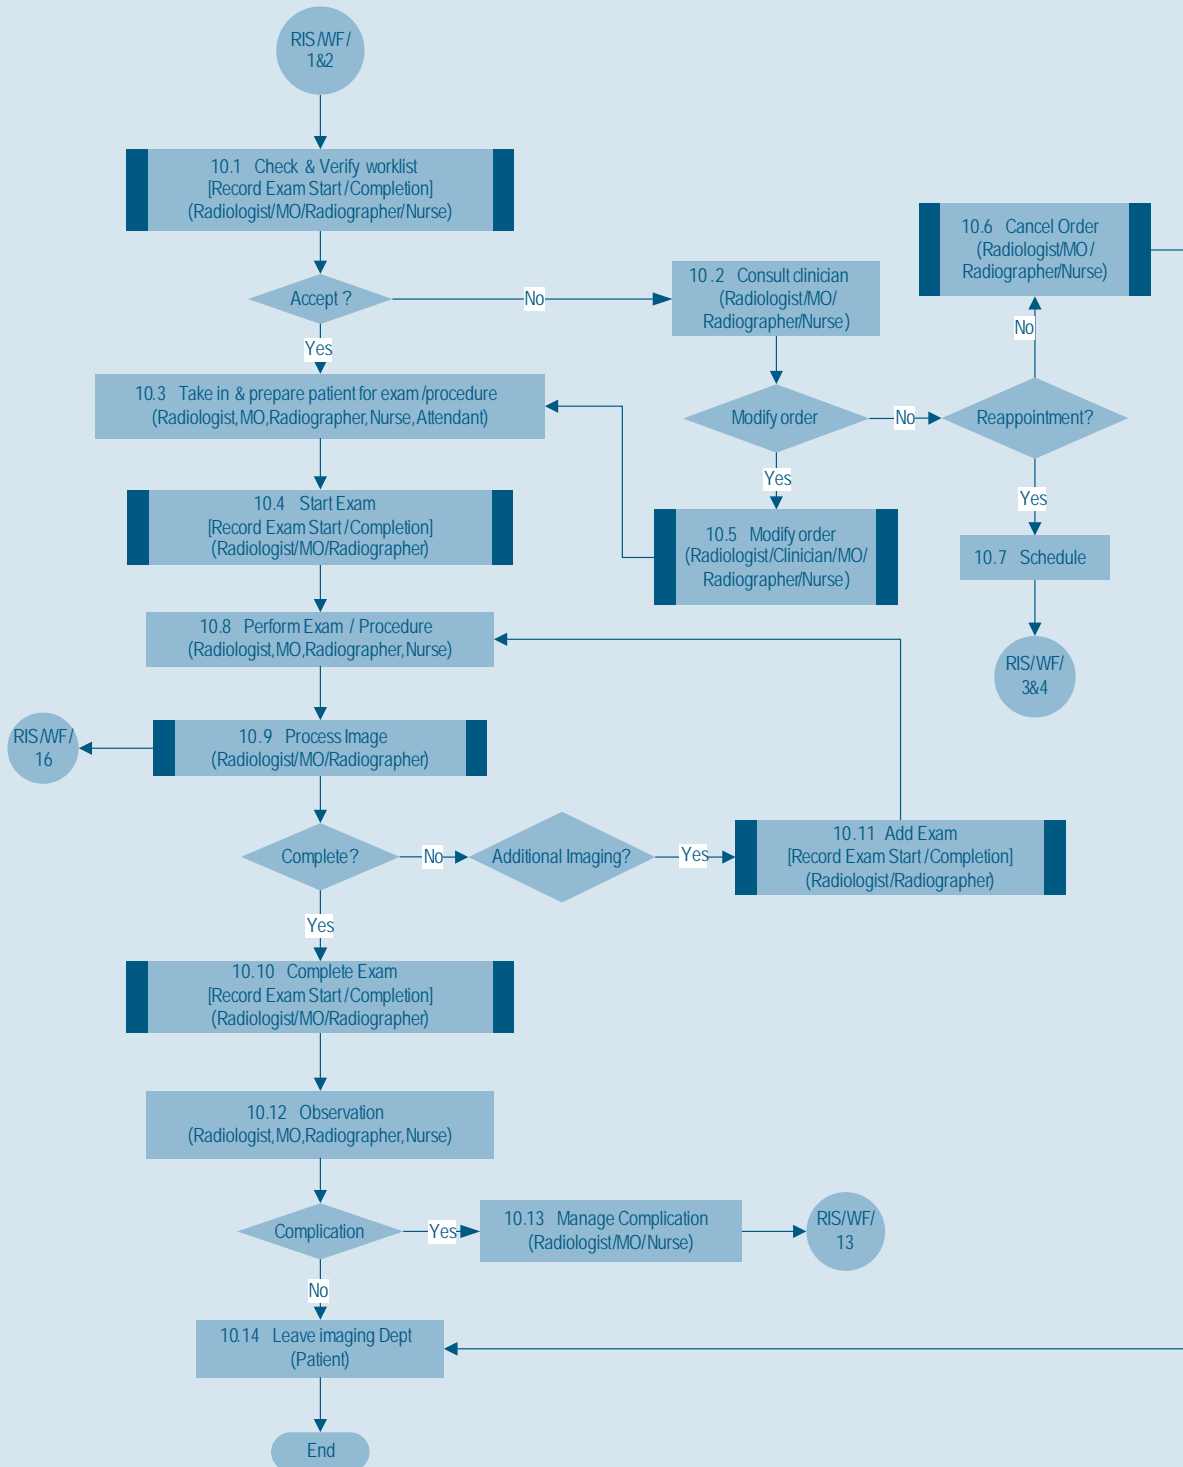 RIS/WF/
1&2
10.1 Check & Verify worklist
[Record Exam Start/Completion]
(Radiologist/MO/Radiographer/Nurse)
Accept ?
No
Yes
10.2 Consult clinician
(Radiologist/MO/
Radiographer/Nurse)
10.6 Cancel Order
(Radiologist/MO/
Radiographer/Nurse)
No
10.3 Take in & prepare patient for exam/procedure
(Radiologist,MO,Radiographer,Nurse,Attendant)
Modify order
No
Reappointment?
Yes
Yes
10.4 Start Exam
[Record Exam Start/Completion]
(Radiologist/MO/Radiographer)
10.5 Modify order
(Radiologist/Clinician/MO/
Radiographer/Nurse)
10.7 Schedule
10.8 Perform Exam / Procedure
(Radiologist,MO,Radiographer,Nurse)
RIS/WF/
3&4
RIS/WF/
16
10.9 Process Image
(Radiologist/MO/Radiographer)
Complete?
No
Additional Imaging?
Yes
10.11 Add Exam
[Record Exam Start/Completion]
(Radiologist/Radiographer)
Yes
10.10 Complete Exam
[Record Exam Start/Completion]
(Radiologist/MO/Radiographer)
10.12 Observation
(Radiologist,MO,Radiographer,Nurse)
Complication
Yes
10.13 Manage Complication
(Radiologist/MO/Nurse)
RIS/WF/
13
No
10.14 Leave imaging Dept
(Patient)
End